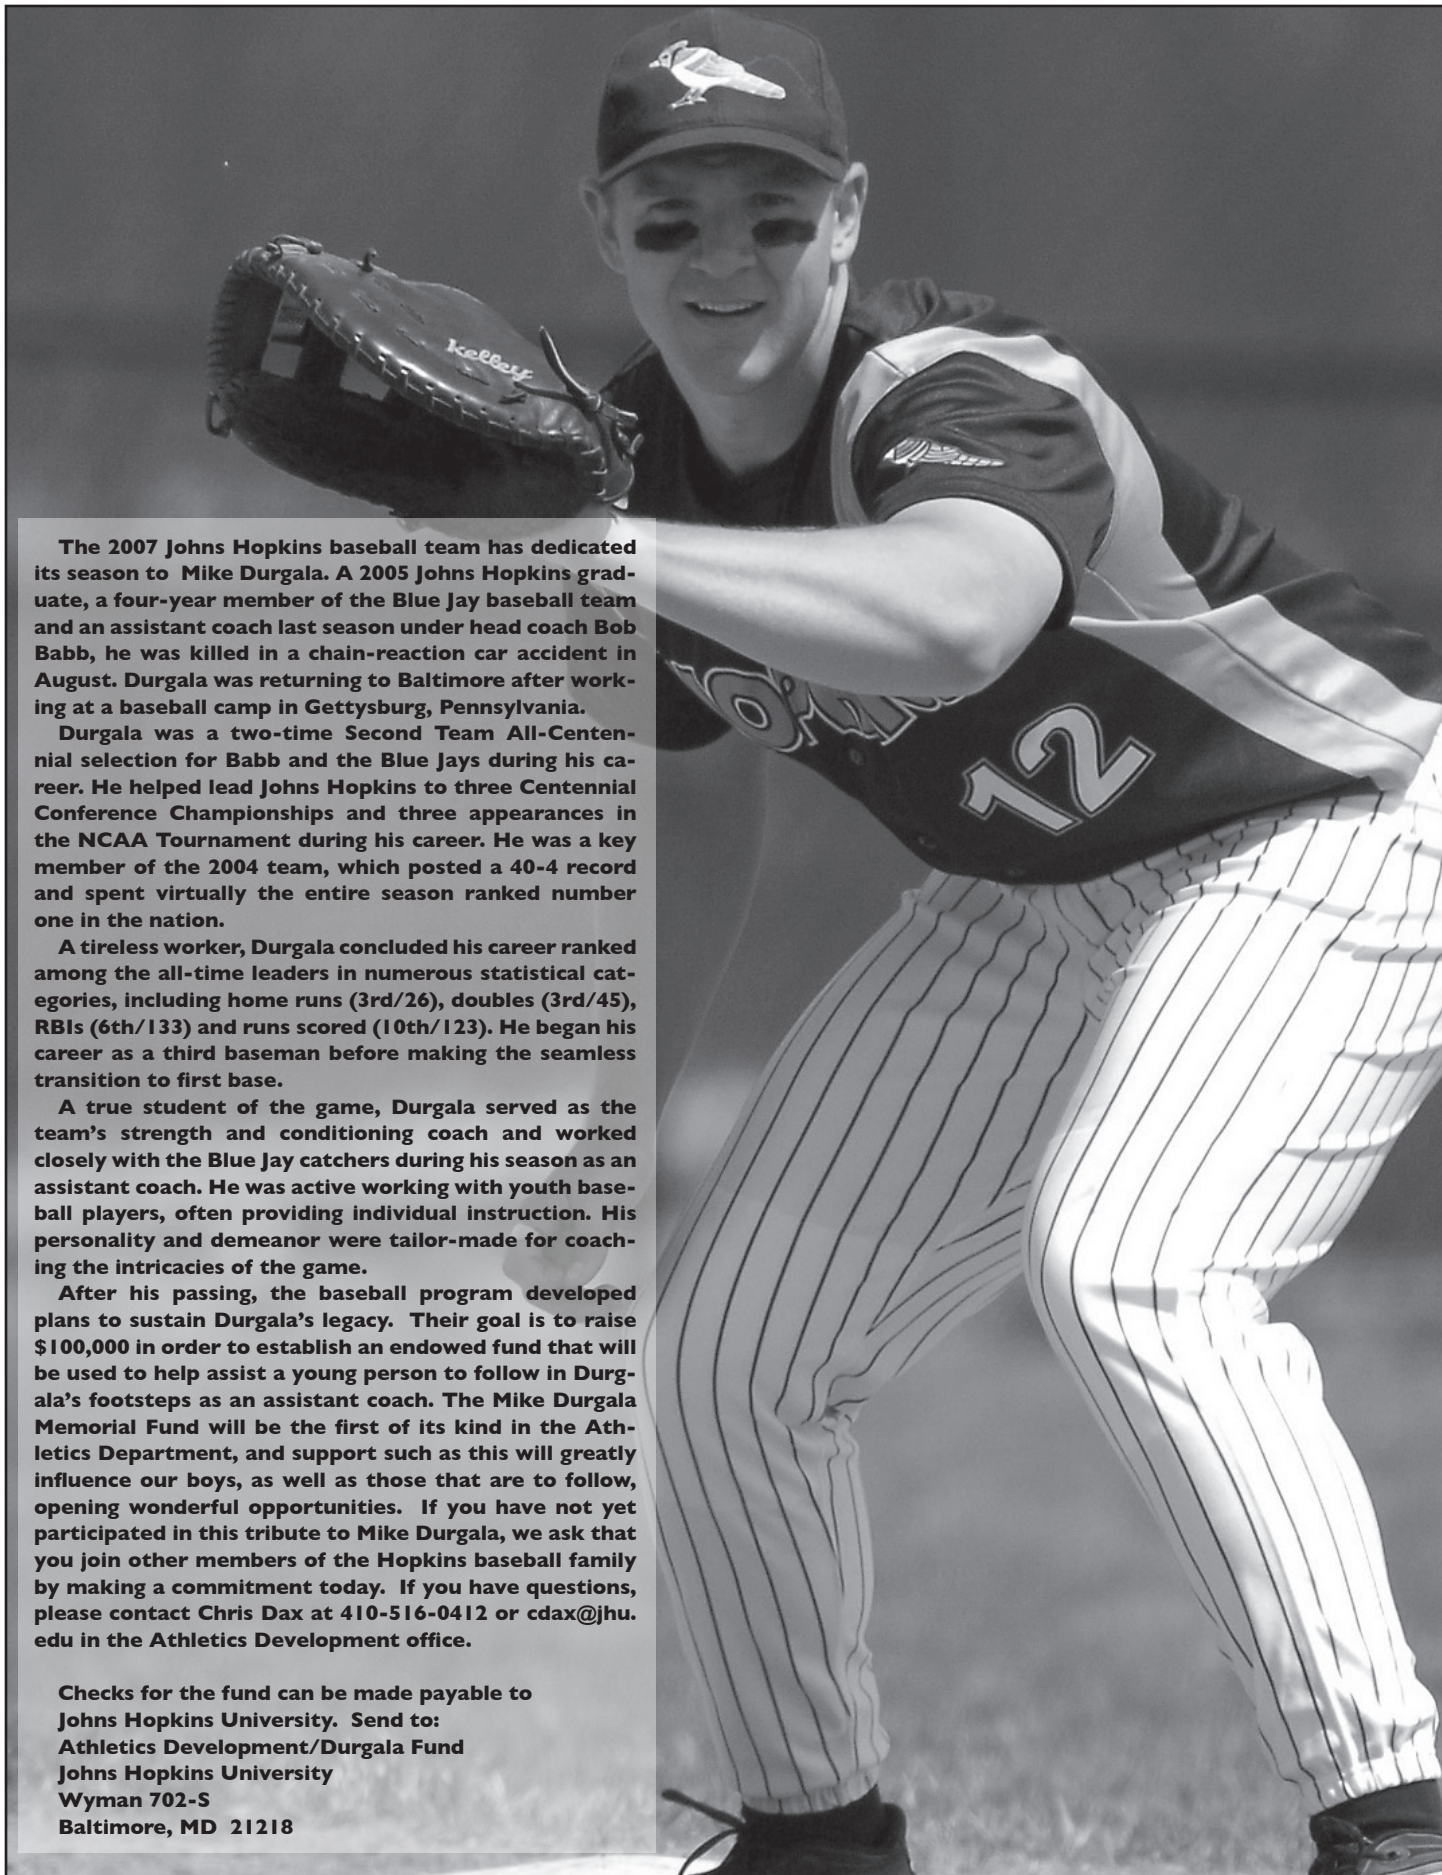 Kelley
12
The 2007 Johns Hopkins baseball team has dedicated
its season to Mike Durgala. A 2005 Johns Hopkins grad-
uate, a four-year member of the Blue Jay baseball team
and an assistant coach last season under head coach Bob
Babb, he was killed in a chain-reaction car accident in
August. Durgala was returning to Baltimore after work-
ing at a baseball camp in Gettysburg, Pennsylvania.
Durgala was a two-time Second Team All-Centen-
nial selection for Babb and the Blue Jays during his ca-
reer. He helped lead Johns Hopkins to three Centennial
Conference Championships and three appearances in
the NCAA Tournament during his career. He was a key
member of the 2004 team, which posted a 40-4 record
and spent virtually the entire season ranked number
one in the nation.
A tireless worker, Durgala concluded his career ranked
among the all-time leaders in numerous statistical cat-
egories, including home runs (3rd/26), doubles (3rd/45),
RBIs (6th/133) and runs scored (10th/123). He began his
career as a third baseman before making the seamless
transition to first base.
A true student of the game, Durgala served as the
team's strength and conditioning coach and worked
closely with the Blue Jay catchers during his season as an
assistant coach. He was active working with youth base-
ball players, often providing individual instruction. His
personality and demeanor were tailor-made for coach-
ing the intricacies of the game.
After his passing, the baseball program developed
plans to sustain Durgala's legacy. Their goal is to raise
$100,000 in order to establish an endowed fund that will
be used to help assist a young person to follow in Durg-
ala's footsteps as an assistant coach. The Mike Durgala
Memorial Fund will be the first of its kind in the Ath-
letics Department, and support such as this will greatly
influence our boys, as well as those that are to follow,
opening wonderful opportunities. If you have not yet
participated in this tribute to Mike Durgala, we ask that
you join other members of the Hopkins baseball family
by making a commitment today. If you have questions,
please contact Chris Dax at 410-516-0412 or cdax@jhu.
edu in the Athletics Development office.
Checks for the fund can be made payable to
Johns Hopkins University. Send to:
Athletics Development/Durgala Fund
Johns Hopkins University
Wyman 702-S
Baltimore, MD 21218